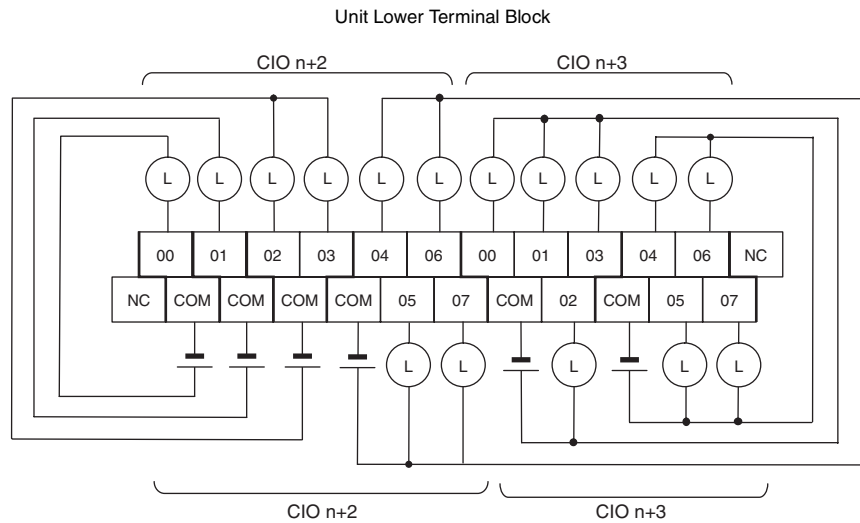 Unit Lower Terminal Block
CIO n+2 CIO n+3
L L L L L L L L L L L
00 01 02 03 04 06 00 01 03 04 06 NC
NC COM COM COM COM 05 07 COM 02 COM 05 07
L L L L L
CIO n+2 CIO n+3